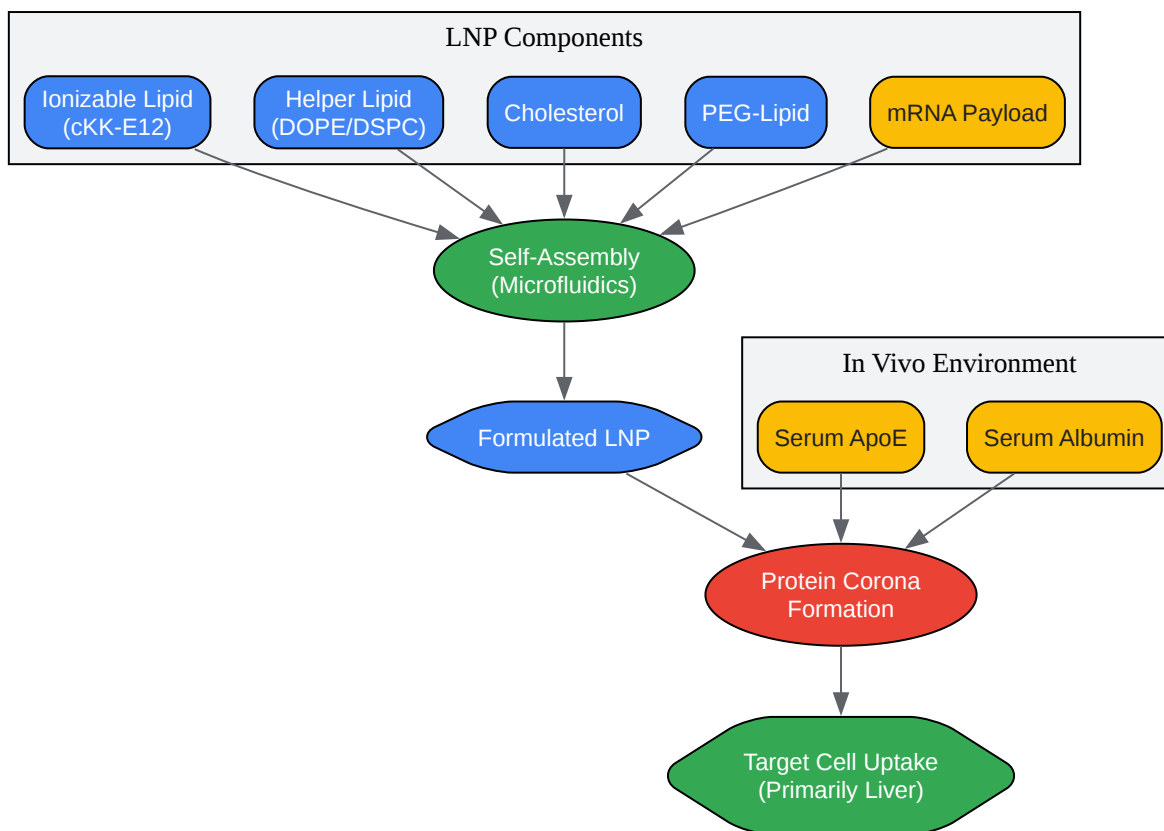 LNP Components
Ionizable Lipid
(cKK-E12)
Helper Lipid
(DOPE/DSPC)
Cholesterol
PEG-Lipid
mRNA Payload
Self-Assembly
(Microfluidics)
In Vivo Environment
Formulated LNP
Serum ApoE
Serum Albumin
Protein Corona
Formation
Target Cell Uptake
(Primarily Liver)